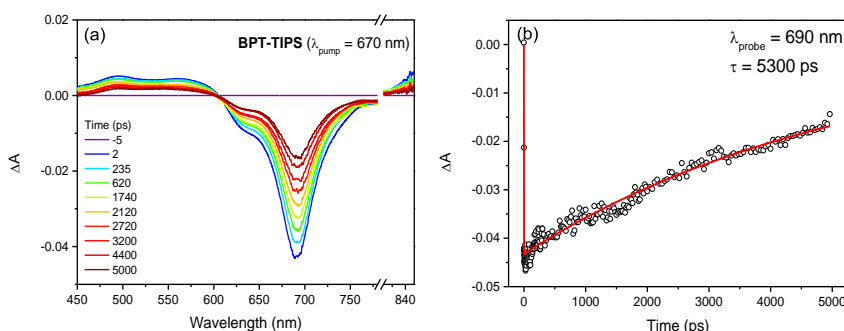 (a)
BPT-TIPS (λpump = 670 nm)
0.02
0.00
-0.02
-0.04
ΔA
Time (ps)
-5
2
235
620
1740
2120
2720
3200
4400
5000
450 500 550 600 650 700 750 840
Wavelength (nm)
(b)
λprobe = 690 nm
τ = 5300 ps
0.00
-0.01
-0.02
-0.03
-0.04
-0.05
ΔA
0 1000 2000 3000 4000 5000
Time (ps)